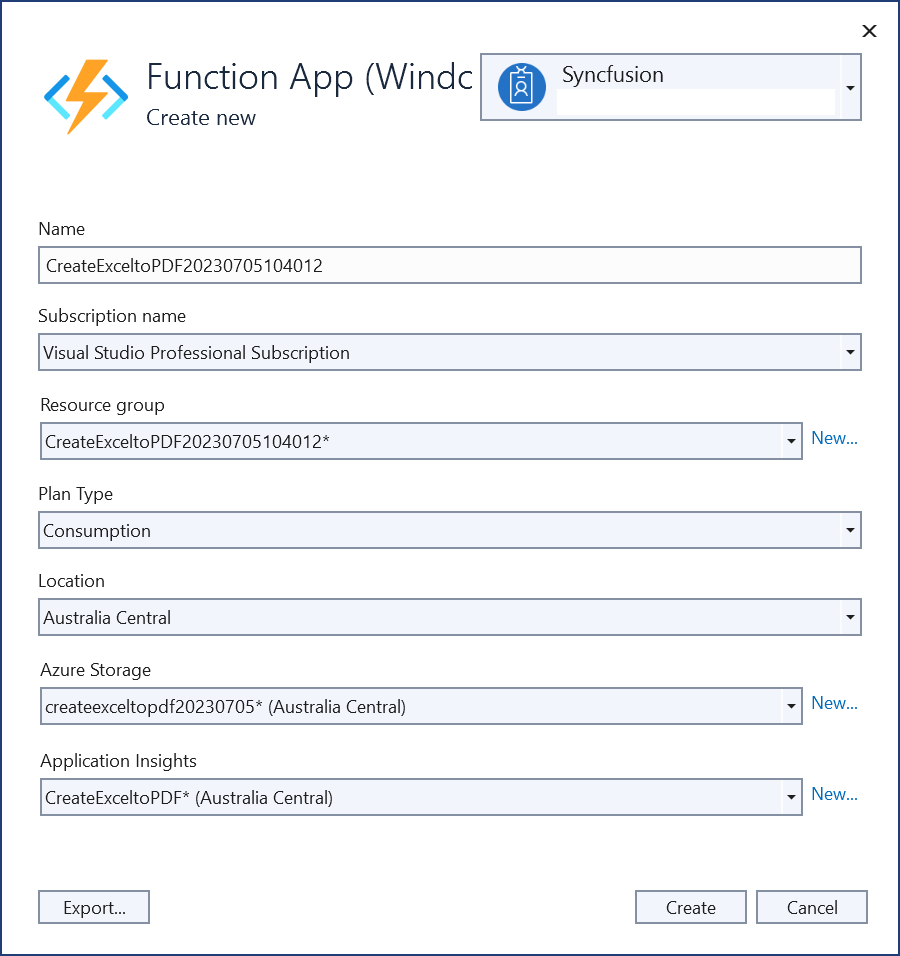 Function App (Windc
Create new
Syncfusion
Name
CreateExceltoPDF20230705104012
Subscription name
Visual Studio Professional Subscription
Resource group
CreateExceltoPDF20230705104012*
New...
Plan Type
Consumption
Location
Australia Central
Azure Storage
createexceltopdf20230705* (Australia Central)
New...
Application Insights
CreateExceltoPDF* (Australia Central)
New...
Export...
Create
Cancel